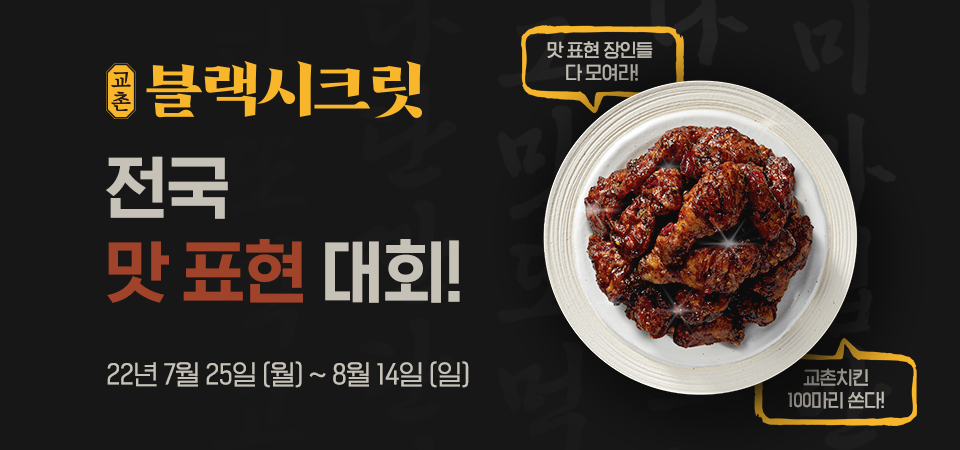 교촌
블랙시크릿
전국
맛 표현 대회!
22년 7월 25일 (월) ~ 8월 14일 (일)
맛 표현 장인들
다 모여라!
교촌치킨
100마리 쏜다!